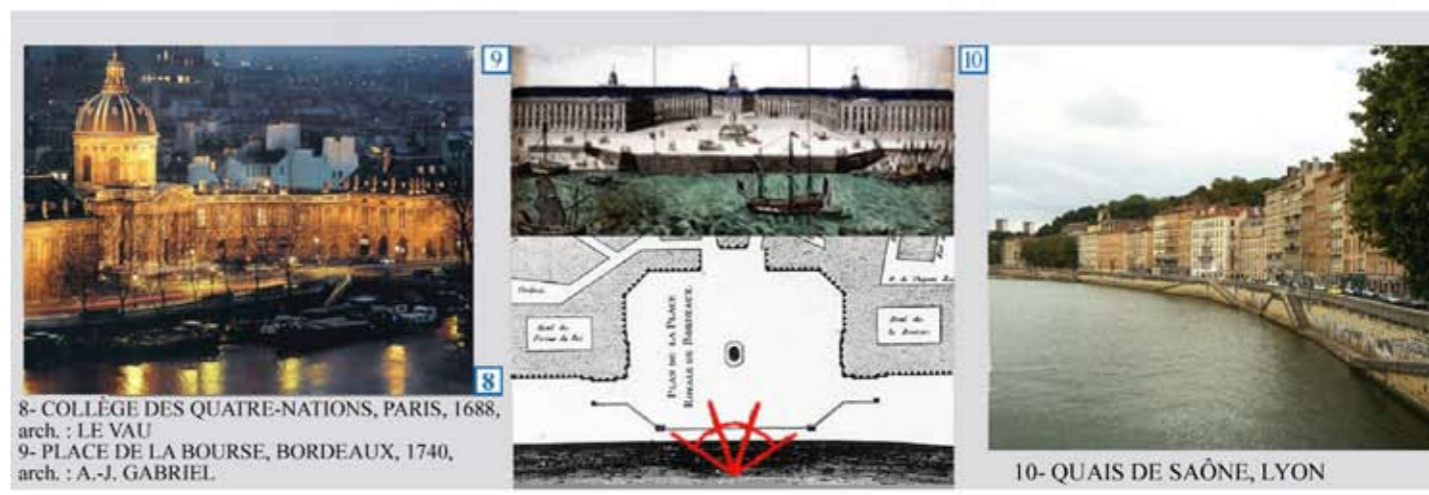 9
10
8
8- COLLÈGE DES QUATRE-NATIONS, PARIS, 1688,
arch. : LE VAU
9- PLACE DE LA BOURSE, BORDEAUX, 1740,
arch. : A.-J. GABRIEL
PLAN DE LA PLACE
ROYALE DE BORDEAUX
10- QUAIS DE SAÔNE, LYON